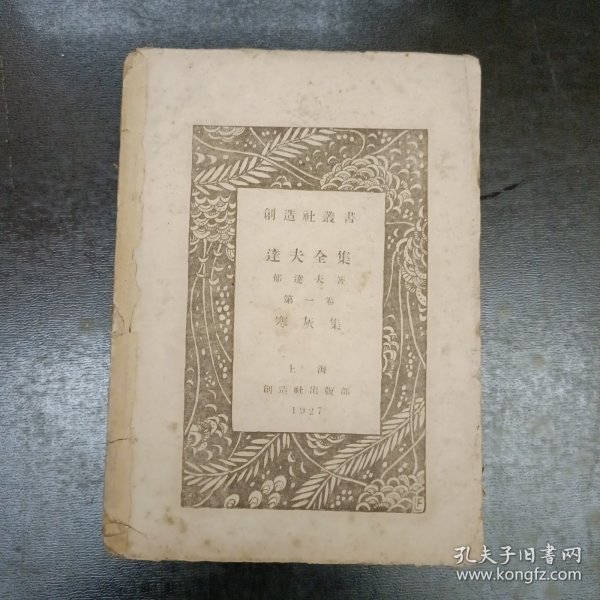 創造社叢書
達夫全集
郁達夫著
第一卷
寒灰集
上海
創造社出版部
1927
孔夫子旧书网
www.kongfz.com